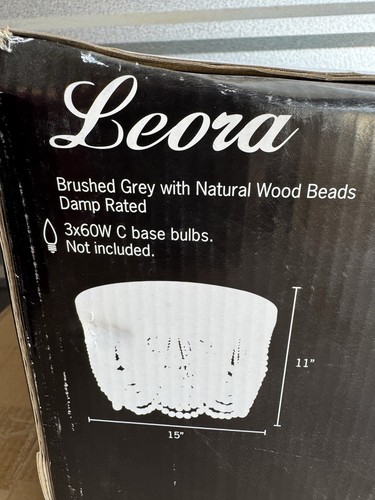 Leora
Brushed Grey with Natural Wood Beads
Damp Rated
3x60W C base bulbs.
Not included.
11"
15"